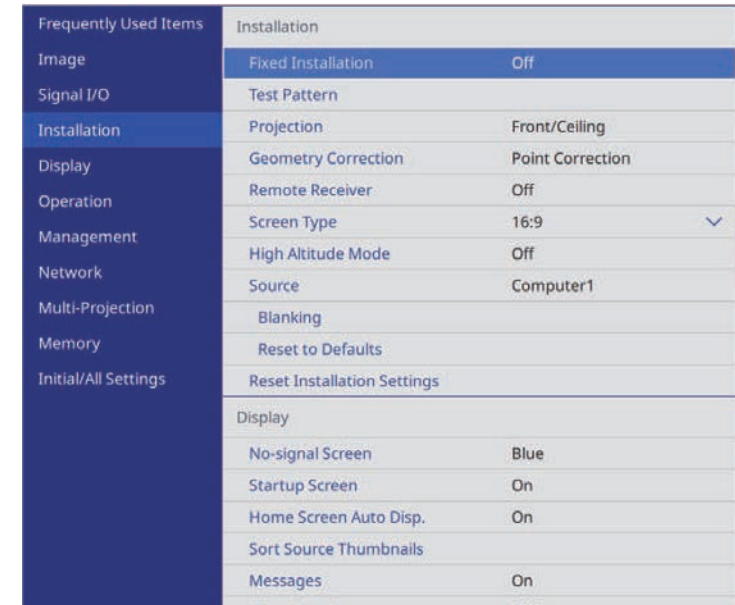 Frequently Used Items
Image
Signal I/O
Installation
Display
Operation
Management
Network
Multi-Projection
Memory
Initial/All Settings
Installation
Fixed Installation Off
Test Pattern
Projection Front/Ceiling
Geometry Correction Point Correction
Remote Receiver Off
Screen Type 16:9
High Altitude Mode Off
Source Computer1
Blanking
Reset to Defaults
Reset Installation Settings
Display
No-signal Screen Blue
Startup Screen On
Home Screen Auto Disp. On
Sort Source Thumbnails
Messages On